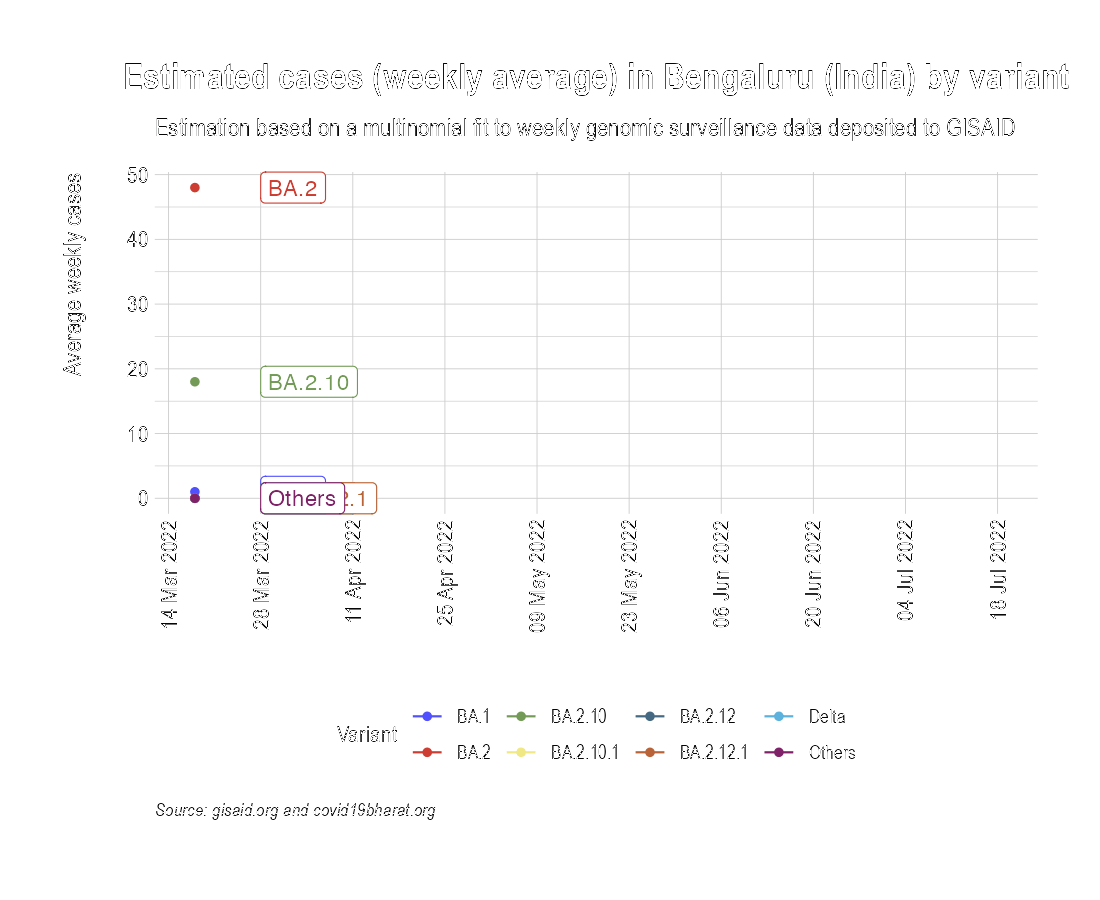 Estimated cases (weekly average) in Bengaluru (India) by variant
Estimation based on a multinomial fit to weekly genomic surveillance data deposited to GISAID
Average weekly cases
50
40
30
20
10
0
BA.2
BA.2.10
Others
2.1
14 Mar 2022
28 Mar 2022
11 Apr 2022
25 Apr 2022
09 May 2022
23 May 2022
06 Jun 2022
20 Jun 2022
04 Jul 2022
18 Jul 2022
Variant
BA.1
BA.2.10
BA.2.12
Delta
BA.2
BA.2.10.1
BA.2.12.1
Others
Source: gisaid.org and covid19bharat.org